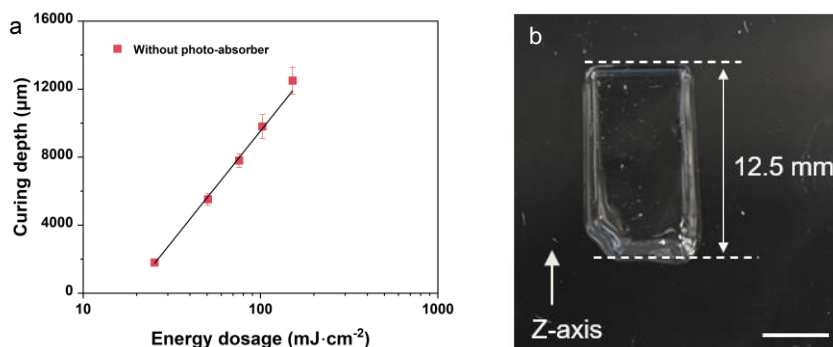 a
Without photo-absorber
Curing depth (μm)
16000
12000
8000
4000
0
10
100
1000
Energy dosage (mJ·cm⁻²)
b
12.5 mm
Z-axis